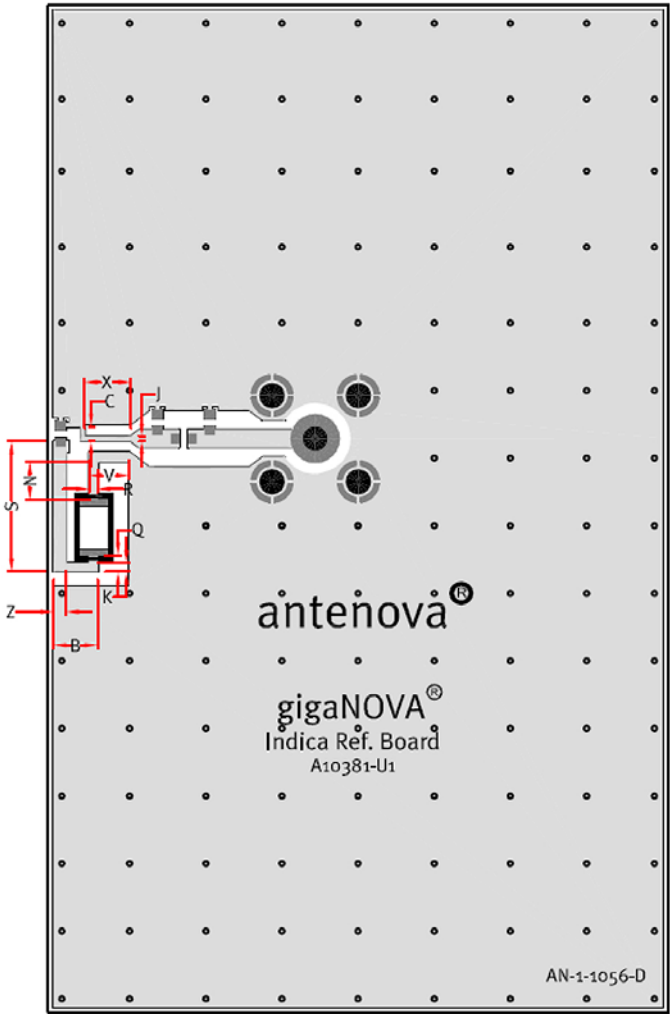 X
J
C
V
N
R
S
Q
Z
K
B
antenova®
gigaNOVA®
Indica Ref. Board
A10381-U1
AN-1-1056-D